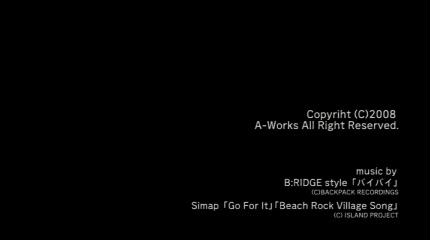 Copyriht (C)2008
A-Works All Right Reserved.
music by
B:RIDGE style 「バイバイ」
(C)BACKPACK RECORDINGS
Simap 「Go For It」「Beach Rock Village Song」
(C) ISLAND PROJECT